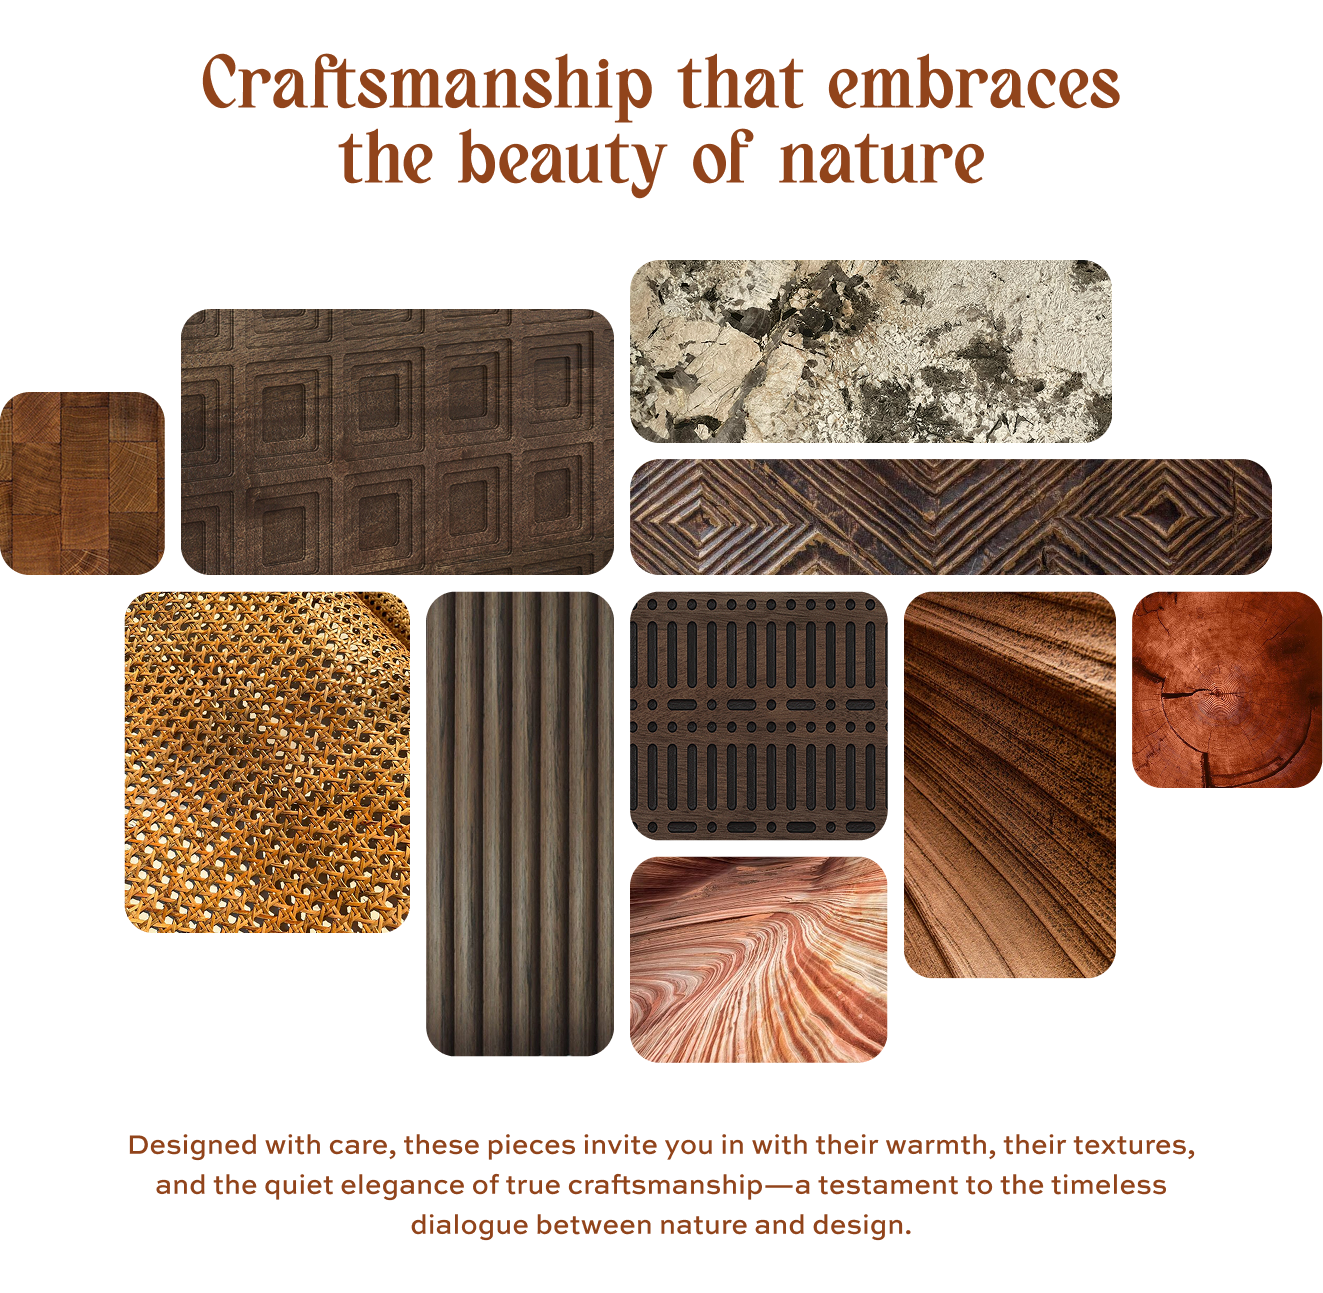 Craftsmanship that embraces
the beauty of nature
Designed with care, these pieces invite you in with their warmth, their textures,
and the quiet elegance of true craftsmanship—a testament to the timeless
dialogue between nature and design.